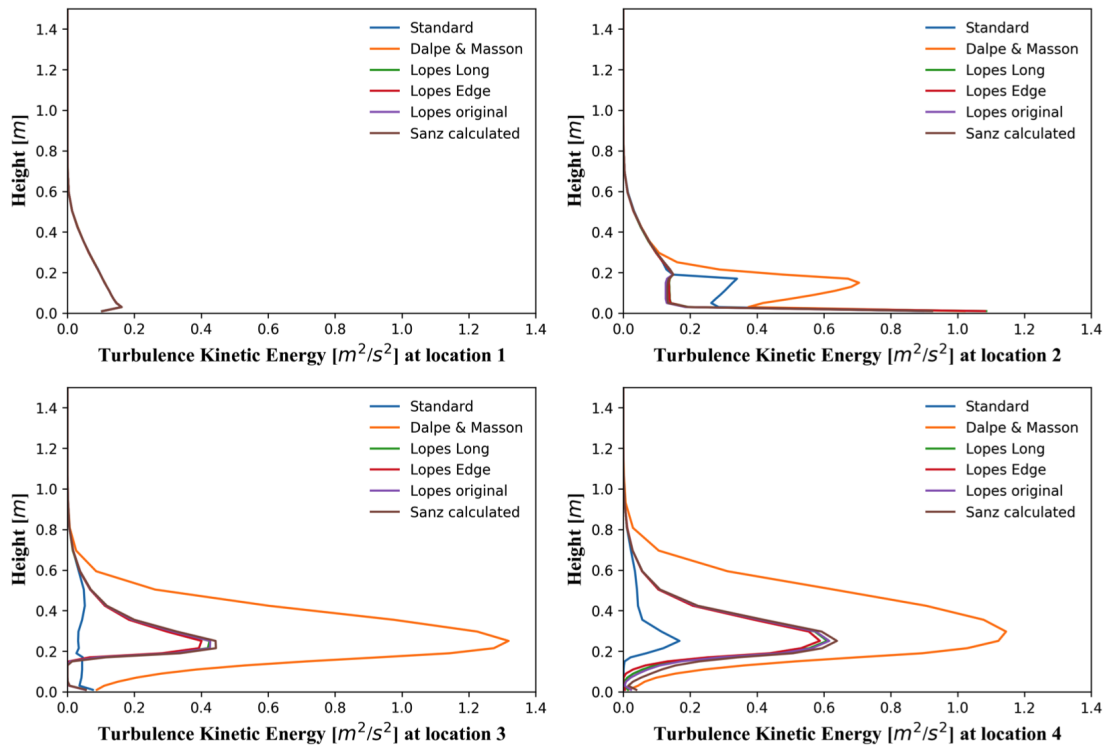 Height [m]
1.4
1.2
1.0
0.8
0.6
0.4
0.2
0.0
Standard
Dalpe & Masson
Lopes Long
Lopes Edge
Lopes original
Sanz calculated
0.0 0.2 0.4 0.6 0.8 1.0 1.2 1.4
Turbulence Kinetic Energy [m²/s²] at location 1
Height [m]
1.4
1.2
1.0
0.8
0.6
0.4
0.2
0.0
Standard
Dalpe & Masson
Lopes Long
Lopes Edge
Lopes original
Sanz calculated
0.0 0.2 0.4 0.6 0.8 1.0 1.2 1.4
Turbulence Kinetic Energy [m²/s²] at location 2
Height [m]
1.4
1.2
1.0
0.8
0.6
0.4
0.2
0.0
Standard
Dalpe & Masson
Lopes Long
Lopes Edge
Lopes original
Sanz calculated
0.0 0.2 0.4 0.6 0.8 1.0 1.2 1.4
Turbulence Kinetic Energy [m²/s²] at location 3
Height [m]
1.4
1.2
1.0
0.8
0.6
0.4
0.2
0.0
Standard
Dalpe & Masson
Lopes Long
Lopes Edge
Lopes original
Sanz calculated
0.0 0.2 0.4 0.6 0.8 1.0 1.2 1.4
Turbulence Kinetic Energy [m²/s²] at location 4